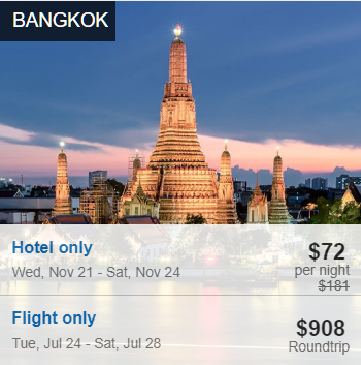 BANGKOK
Hotel only
$72
Wed, Nov 21 - Sat, Nov 24
per night
$181
Flight only
$908
Tue, Jul 24 - Sat, Jul 28
Roundtrip